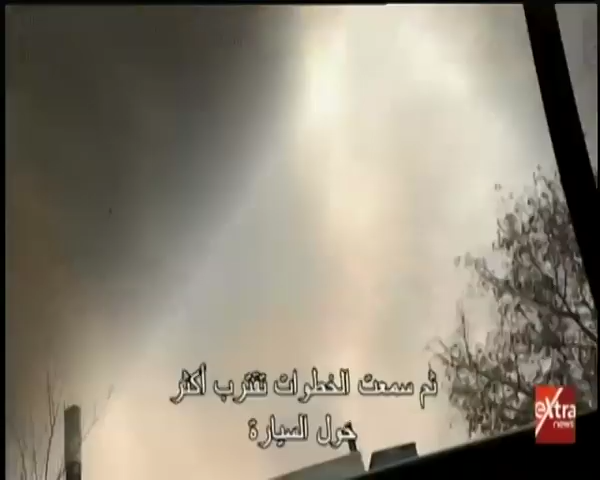 ثم سمعت الخطوات تقترب أكثر
حول السيارة
eXtra
news